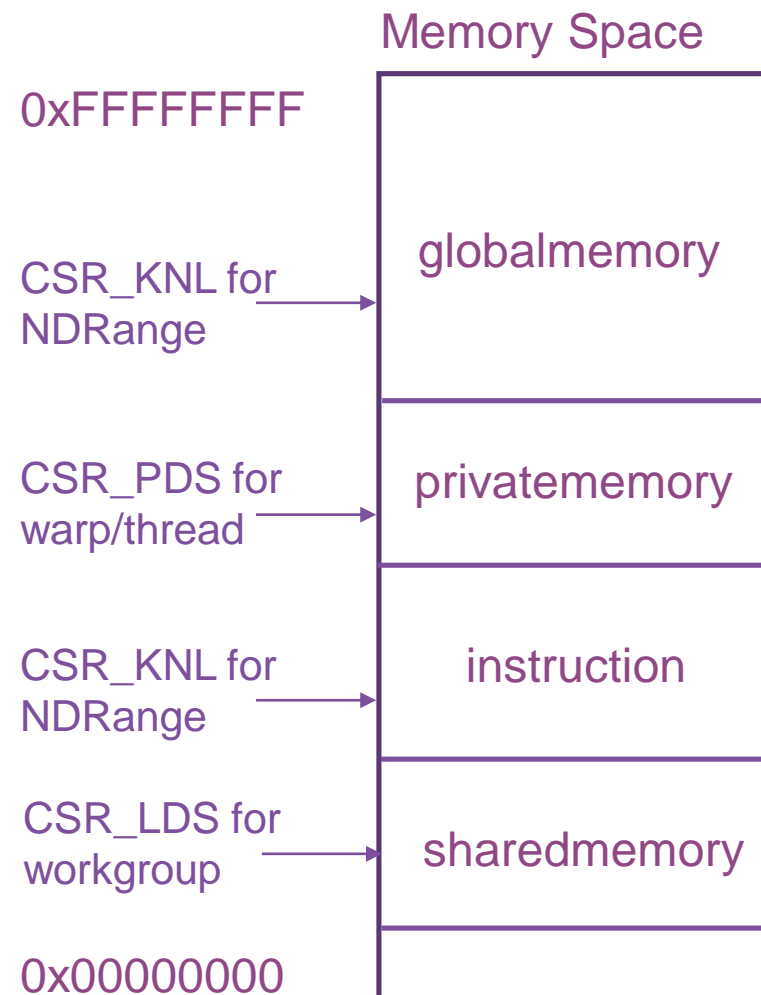 Memory Space
0xFFFFFFFF
globalmemory
CSR_KNL for
NDRange
privatememory
CSR_PDS for
warp/thread
instruction
CSR_KNL for
NDRange
sharedmemory
CSR_LDS for
workgroup
0x00000000